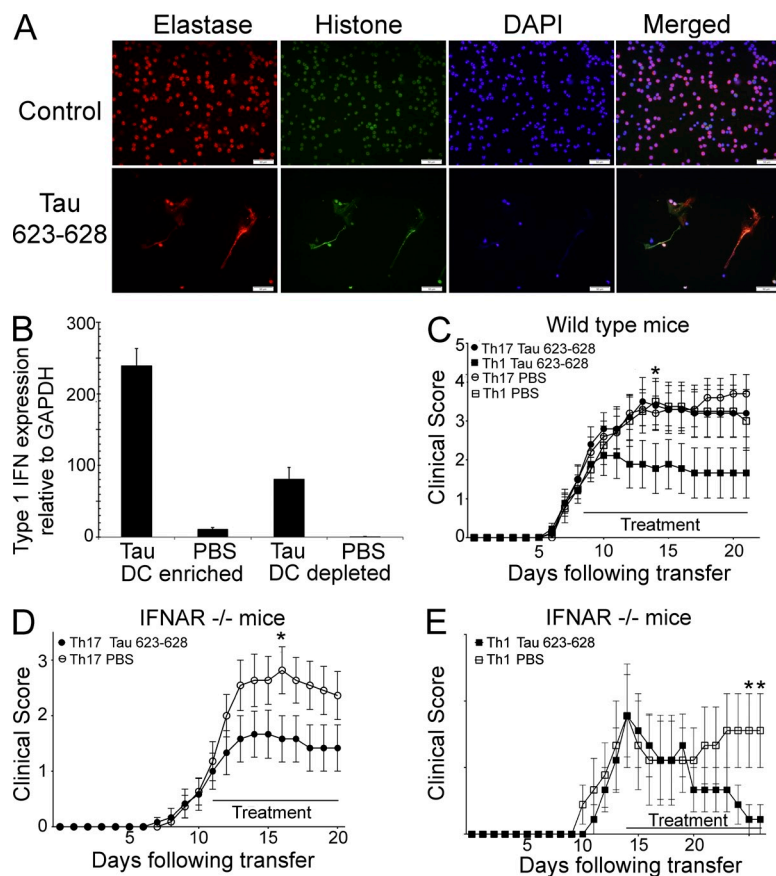 A
Elastase Histone DAPI Merged
Control
Tau
623-628
B
Type 1 IFN expression
relative to GAPDH
300
200
100
0
Tau PBS Tau PBS
DC enriched DC depleted
C
Wild type mice
Th17 Tau 623-628
Th1 Tau 623-628
Th17 PBS
Th1 PBS
*
Clinical Score
5
4
3
2
1
0
Treatment
5 10 15 20
Days following transfer
D
IFNAR -/- mice
Th17 Tau 623-628
Th17 PBS
*
Clinical Score
3
2
1
0
Treatment
5 10 15 20
Days following transfer
E
IFNAR -/- mice
Th1 Tau 623-628
Th1 PBS
**
Clinical Score
Treatment
5 10 15 20
Days following transfer